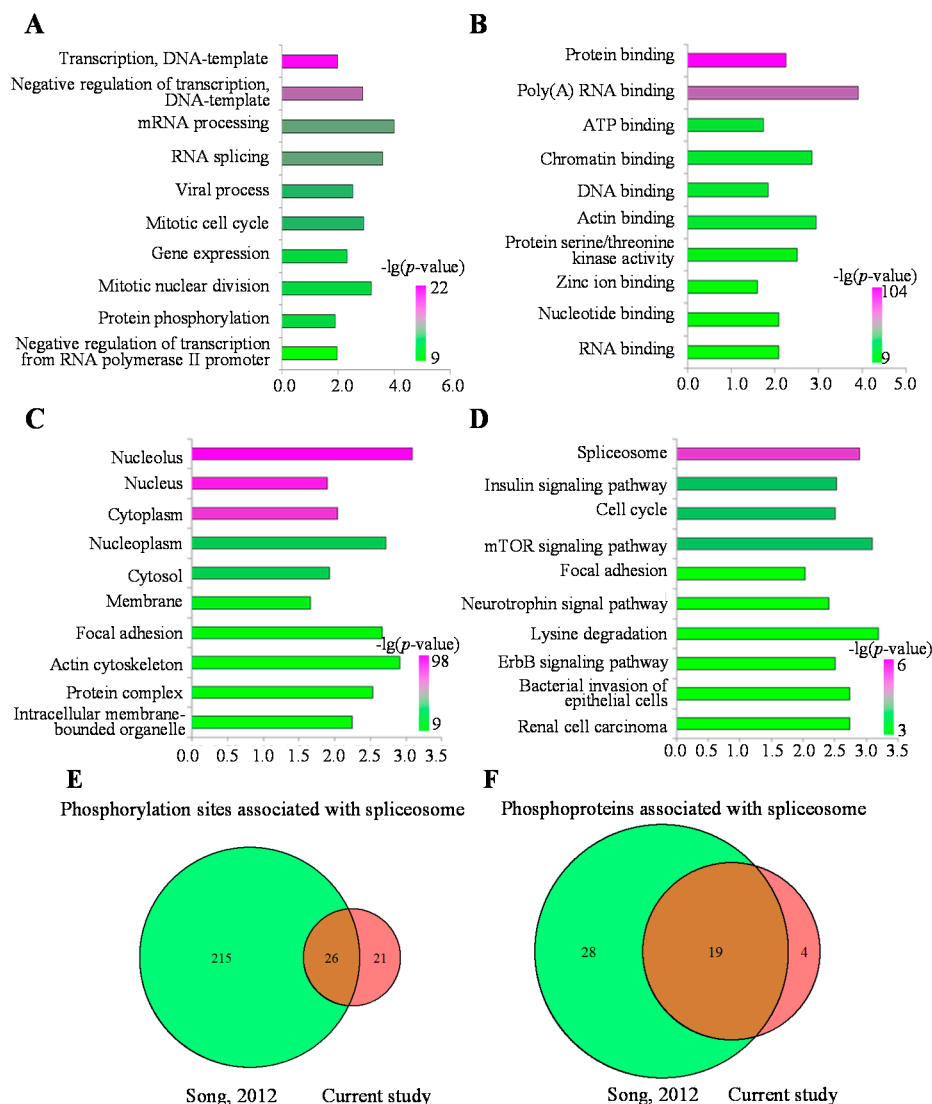 A
Transcription, DNA-template
Negative regulation of transcription,
DNA-template
mRNA processing
RNA splicing
Viral process
Mitotic cell cycle
Gene expression
Mitotic nuclear division
Protein phosphorylation
Negative regulation of transcription
from RNA polymerase II promoter
-lg(p-value)
22
9
0.0 2.0 4.0 6.0
B
Protein binding
Poly(A) RNA binding
ATP binding
Chromatin binding
DNA binding
Actin binding
Protein serine/threonine
kinase activity
Zinc ion binding
Nucleotide binding
RNA binding
-lg(p-value)
104
9
0.0 1.0 2.0 3.0 4.0 5.0
C
Nucleolus
Nucleus
Cytoplasm
Nucleoplasm
Cytosol
Membrane
Focal adhesion
Actin cytoskeleton
Protein complex
Intracellular membrane-
bounded organelle
-lg(p-value)
98
9
0.0 0.5 1.0 1.5 2.0 2.5 3.0 3.5
D
Spliceosome
Insulin signaling pathway
Cell cycle
mTOR signaling pathway
Focal adhesion
Neurotrophin signal pathway
Lysine degradation
ErbB signaling pathway
Bacterial invasion of
epithelial cells
Renal cell carcinoma
-lg(p-value)
6
3
0.0 0.5 1.0 1.5 2.0 2.5 3.0 3.5
E
Phosphorylation sites associated with spliceosome
215 26 21
Song, 2012 Current study
F
Phosphoproteins associated with spliceosome
28 19 4
Song, 2012 Current study